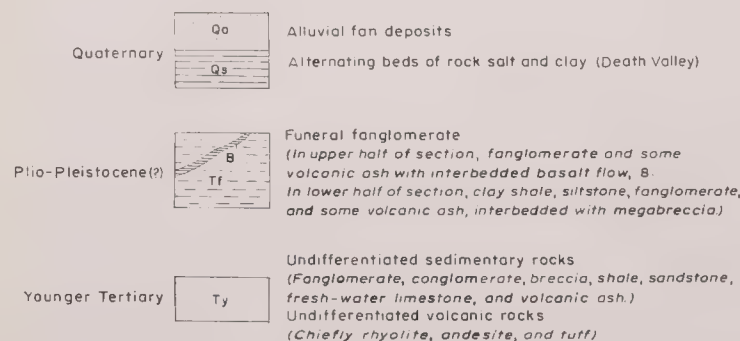 Quaternary
Qa
Alluvial fan deposits
Qs
Alternating beds of rock salt and clay (Death Valley)
Plio-Pleistocene(?)
B
Tf
Funeral fanglomerate
(In upper half of section, fanglomerate and some
volcanic ash with interbedded basalt flow, B.
In lower half of section, clay shale, siltstone, fanglomerate,
and some volcanic ash, interbedded with megabreccia.)
Younger Tertiary
Ty
Undifferentiated sedimentary rocks
(Fanglomerate, conglomerate, breccia, shale, sandstone,
fresh-water limestone, and volcanic ash.)
Undifferentiated volcanic rocks
(Chiefly rhyolite, andesite, and tuff)